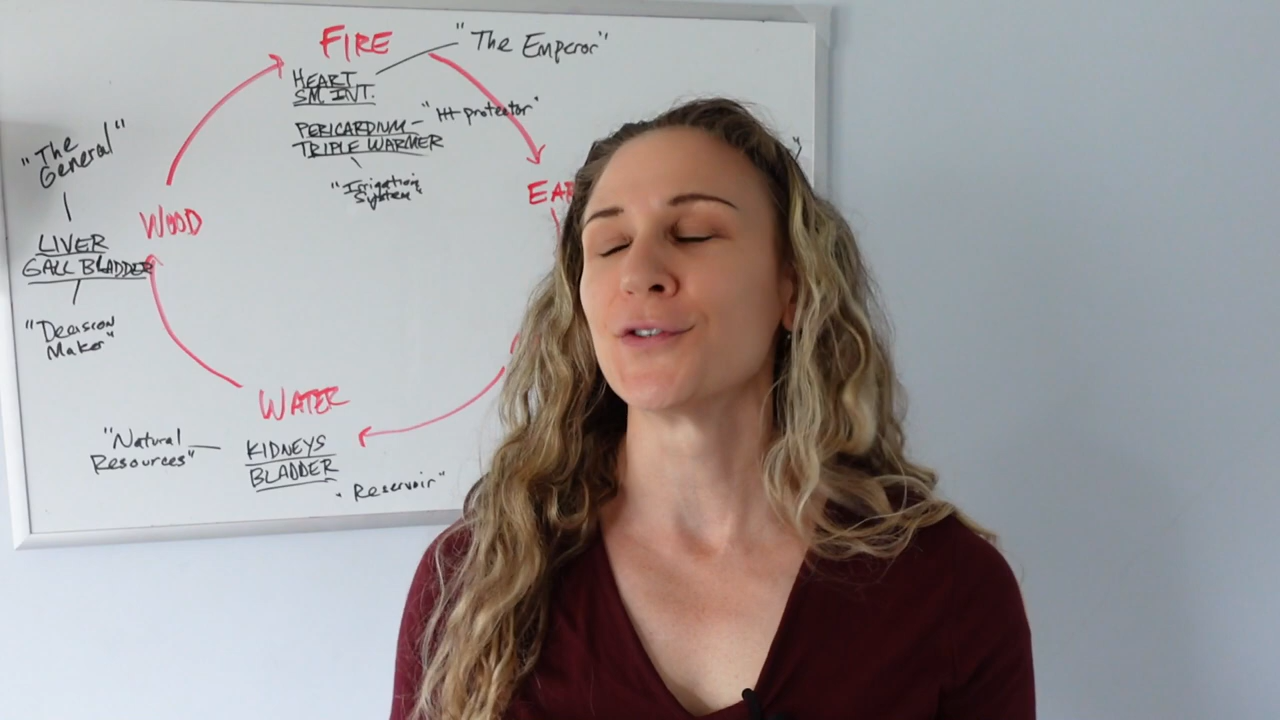 FIRE
"The Emperor"
HEART
SM. INT.
PERICARDIUM - "Ht protector"
TRIPLE WARMER
"Irrigation
System"
"The
General"
WOOD
LIVER
GALL BLADDER
"Decision
Maker"
EAR
WATER
"Natural
Resources"
KIDNEYS
BLADDER
"Reservoir"